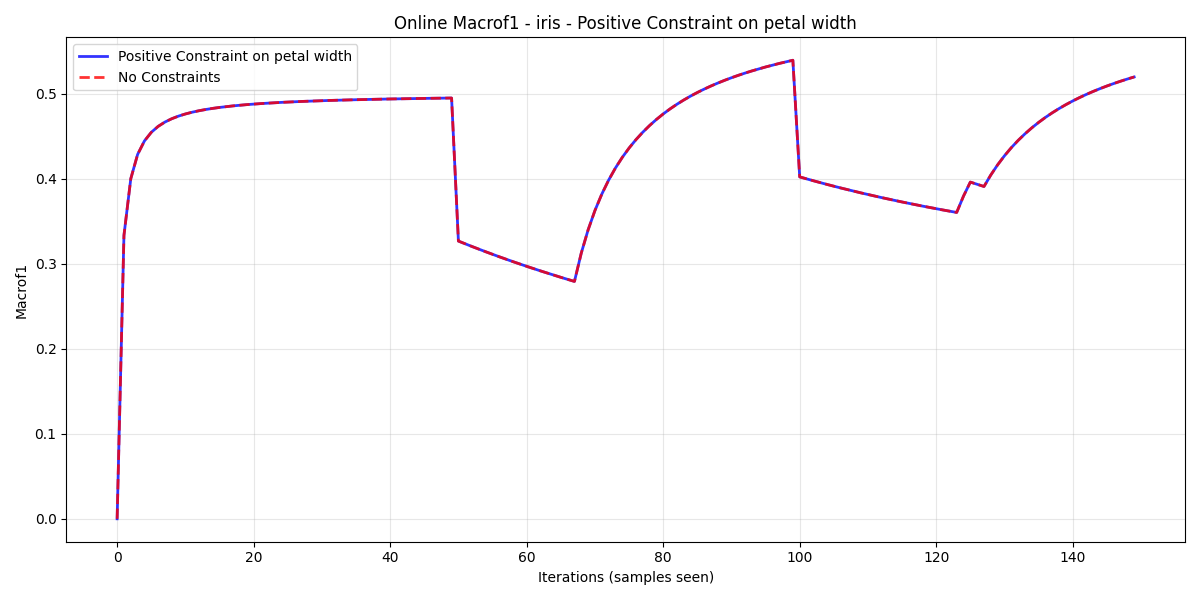 Online Macrof1 - iris - Positive Constraint on petal width
Positive Constraint on petal width
No Constraints
Macrof1
0.5
0.4
0.3
0.2
0.1
0.0
0 20 40 60 80 100 120 140
Iterations (samples seen)